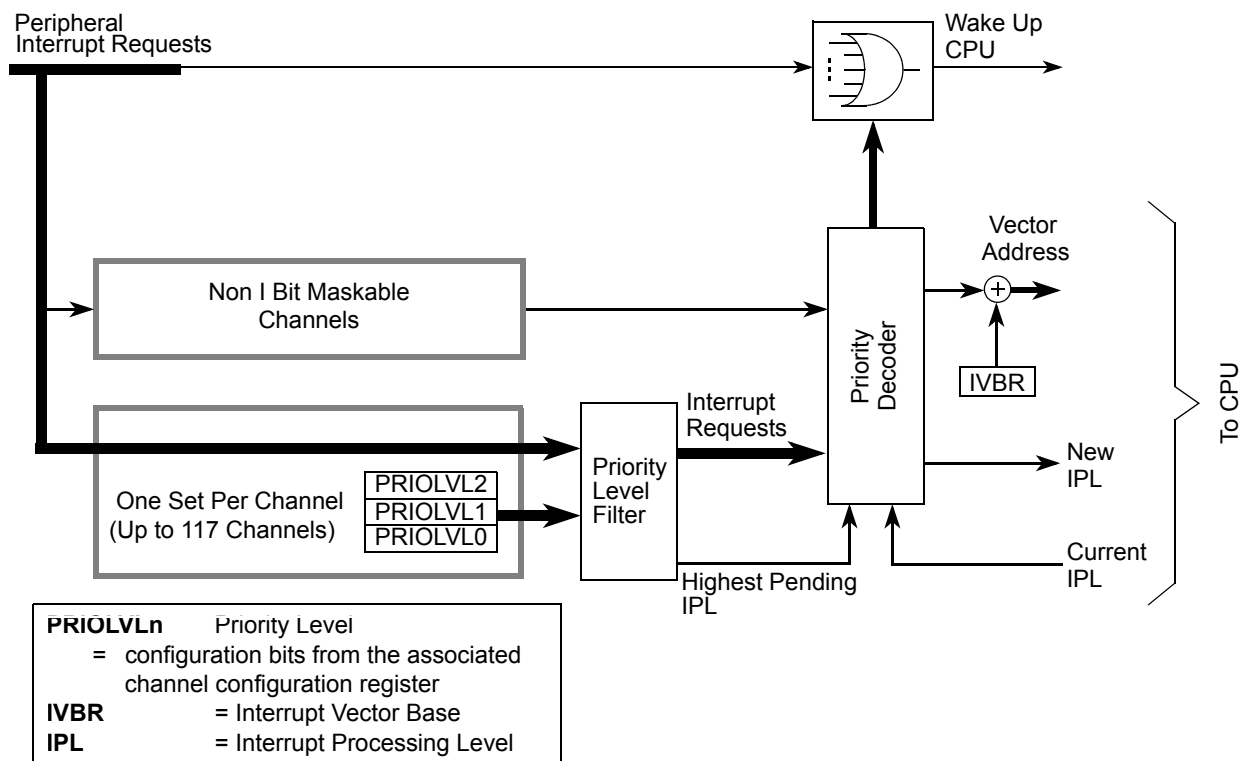 Peripheral
Interrupt Requests
Wake Up
CPU
Vector
Address
Non I Bit Maskable
Channels
Priority
Decoder
IVBR
To CPU
Interrupt
Requests
New
IPL
One Set Per Channel
(Up to 117 Channels)
PRIOLVL2
PRIOLVL1
PRIOLVL0
Priority
Level
Filter
Highest Pending
IPL
Current
IPL
PRIOLVLn Priority Level
= configuration bits from the associated
channel configuration register
IVBR = Interrupt Vector Base
IPL = Interrupt Processing Level